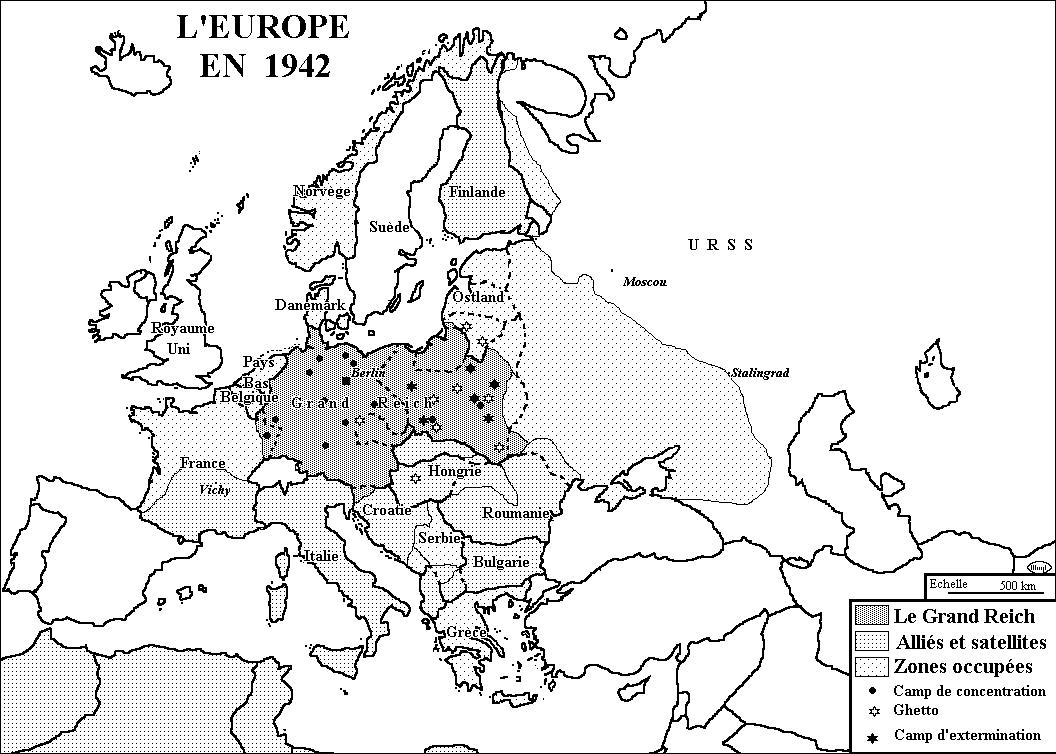 L'EUROPE
EN 1942
Norvège
Finlande
Suède
U R S S
Moscou
Ostland
Danemark
Royaume
Uni
Pays
Bas
Berlin
Stalingrad
Belgique
Grand Reich
France
Hongrie
Vichy
Croatie
Roumanie
Serbie
Italie
Bulgarie
Grèce
Echelle 500 km
Le Grand Reich
Alliés et satellites
Zones occupées
Camp de concentration
Ghetto
Camp d'extermination